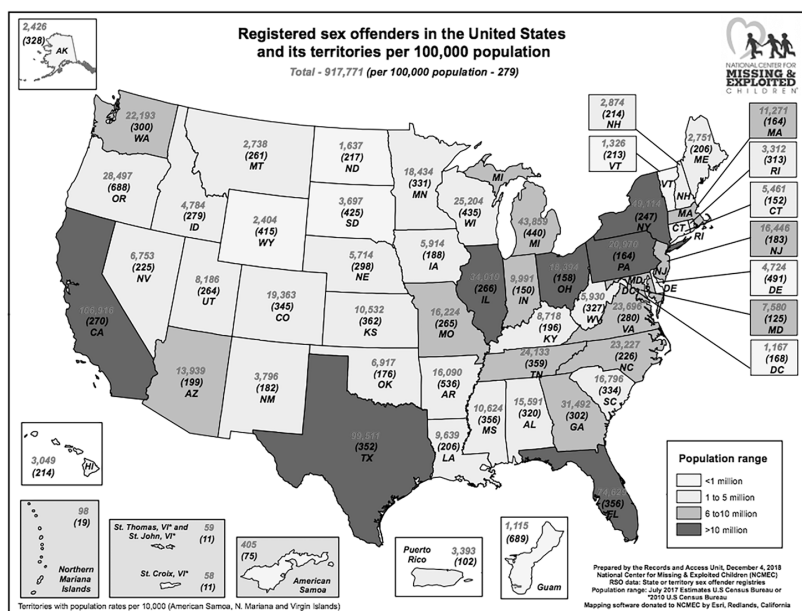 Registered sex offenders in the United States
and its territories per 100,000 population
Total - 917,771 (per 100,000 population - 279)
NATIONAL CENTER FOR
MISSING &
EXPLOITED
CHILDREN
2,426
(328)
AK
22,193
(300)
WA
28,497
(688)
OR
106,916
(270)
CA
6,753
(225)
NV
4,784
(279)
ID
2,738
(261)
MT
2,404
(415)
WY
8,186
(264)
UT
13,939
(199)
AZ
19,363
(345)
CO
3,796
(182)
NM
1,637
(217)
ND
3,697
(425)
SD
5,714
(298)
NE
10,532
(362)
KS
6,917
(176)
OK
99,511
(352)
TX
18,434
(331)
MN
5,914
(188)
IA
16,224
(265)
MO
16,090
(536)
AR
9,639
(206)
LA
25,204
(435)
WI
34,010
(266)
IL
MI
43,859
(440)
MI
9,991
(150)
IN
18,394
(158)
OH
8,718
(196)
KY
24,133
(359)
TN
10,624
(356)
MS
15,591
(320)
AL
31,492
(302)
GA
(356)
FL
16,796
(334)
SC
23,227
(226)
NC
23,696
(280)
VA
5,930
(327)
WV
20,970
(164)
PA
49,114
(247)
NY
2,751
(206)
ME
VT
NH
MA
CT
RI
NJ
DE
MD
DC
2,874
(214)
NH
1,326
(213)
VT
11,271
(164)
MA
3,312
(313)
RI
5,461
(152)
CT
16,446
(183)
NJ
4,724
(491)
DE
7,580
(125)
MD
1,167
(168)
DC
3,049
(214)
HI
98
(19)
Northern
Mariana
Islands
St. Thomas, VI* and
St. John, VI*
59
(11)
St. Croix, VI*
58
(11)
405
(75)
American
Samoa
Puerto
Rico
3,393
(102)
1,115
(689)
Guam
Population range
<1 million
1 to 5 million
6 to10 million
>10 million
Territories with population rates per 10,000 (American Samoa, N. Mariana and Virgin Islands)
Prepared by the Records and Access Unit, December 4, 2018
National Center for Missing & Exploited Children (NCMEC)
RSO data: State or territory sex offender registries
Population range: July 2017 Estimates U.S Census Bureau or
*2010 U.S Census Bureau
Mapping software donated to NCMEC by Esri, Redlands, California